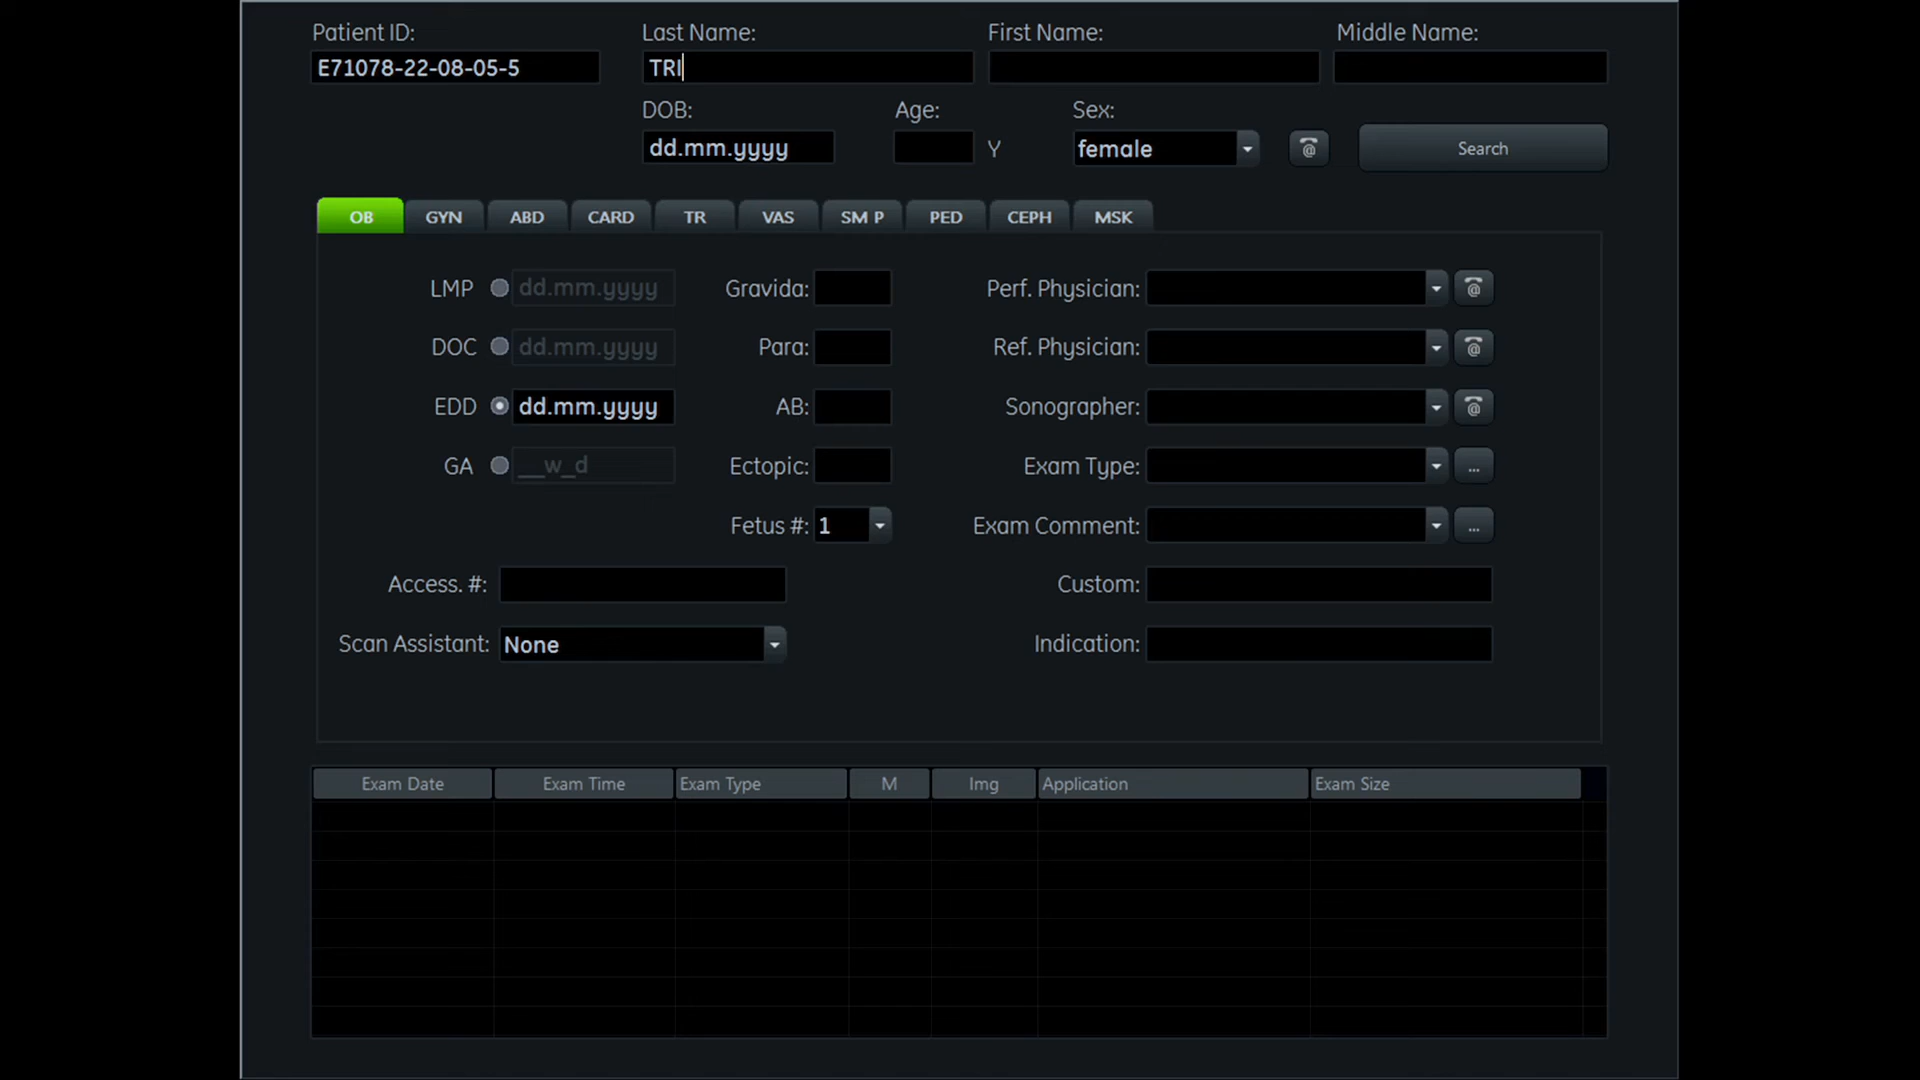 Patient ID: Last Name: First Name: Middle Name:
E71078-22-08-05-5 TRI
DOB: Age: Sex:
dd.mm.yyyy Y female @ Search
OB GYN ABD CARD TR VAS SM P PED CEPH MSK
LMP dd.mm.yyyy Gravida: Perf. Physician: @
DOC dd.mm.yyyy Para: Ref. Physician: @
EDD dd.mm.yyyy AB: Sonographer: @
GA __w_d Ectopic: Exam Type: ...
Fetus #: 1 Exam Comment: ...
Access. #: Custom:
Scan Assistant: None Indication:
Exam Date Exam Time Exam Type M Img Application Exam Size